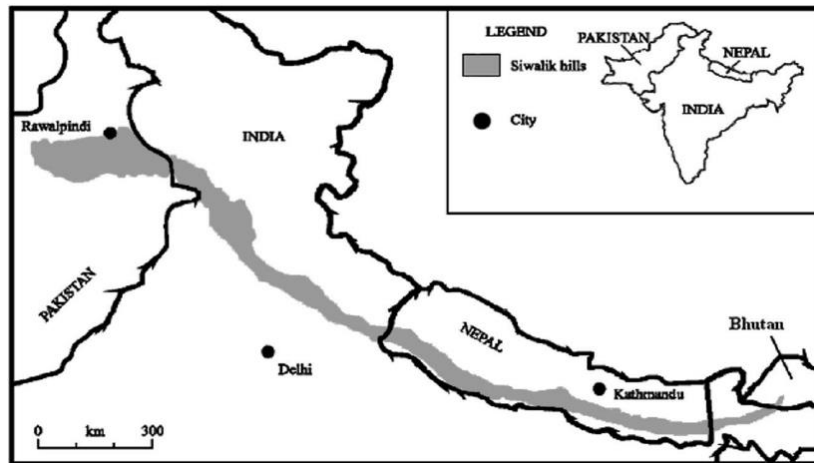 LEGEND
Siwalik hills
City
PAKISTAN
NEPAL
INDIA
Rawalpindi
INDIA
PAKISTAN
NEPAL
Bhutan
Delhi
Kathmandu
0 km 300